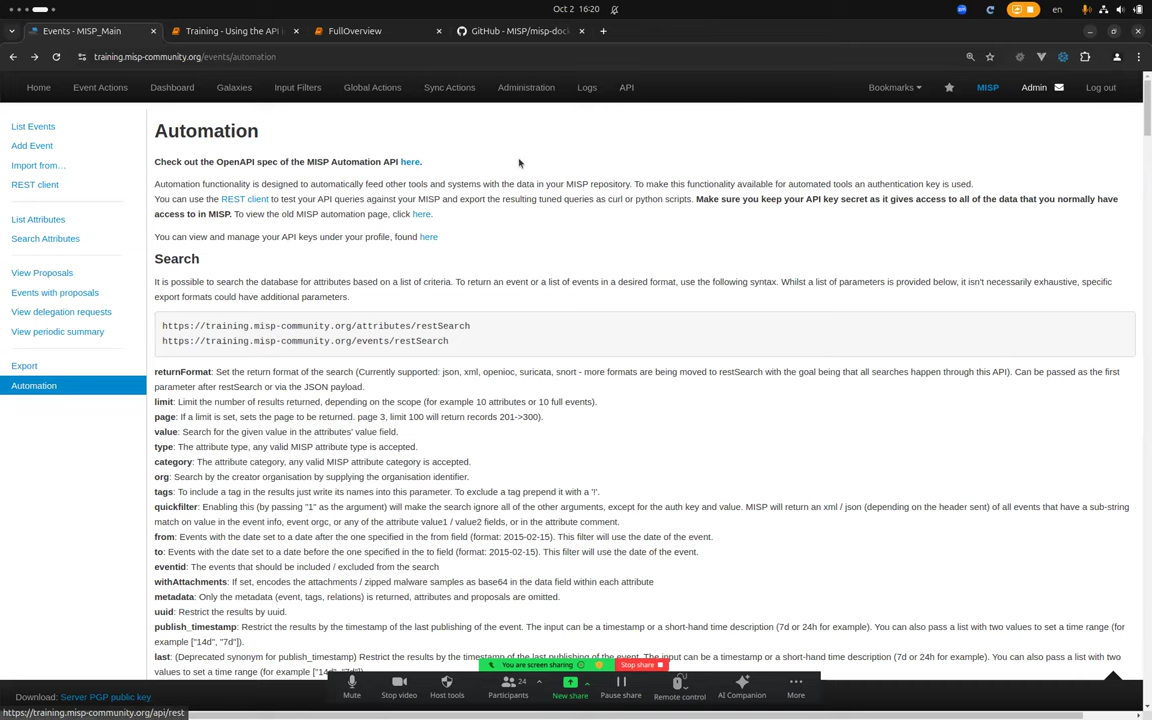 Oct 2 16:20
en
Events - MISP_Main
Training - Using the API i
FullOverview
GitHub - MISP/misp-dock
training.misp-community.org/events/automation
Home
Event Actions
Dashboard
Galaxies
Input Filters
Global Actions
Sync Actions
Administration
Logs
API
Bookmarks
MISP
Admin
Log out
List Events
Add Event
Import from…
REST client
List Attributes
Search Attributes
View Proposals
Events with proposals
View delegation requests
View periodic summary
Export
Automation
Automation
Check out the OpenAPI spec of the MISP Automation API here.
Automation functionality is designed to automatically feed other tools and systems with the data in your MISP repository. To make this functionality available for automated tools an authentication key is used.
You can use the REST client to test your API queries against your MISP and export the resulting tuned queries as curl or python scripts. Make sure you keep your API key secret as it gives access to all of the data that you normally have
access to in MISP. To view the old MISP automation page, click here.
You can view and manage your API keys under your profile, found here
Search
It is possible to search the database for attributes based on a list of criteria. To return an event or a list of events in a desired format, use the following syntax. Whilst a list of parameters is provided below, it isn't necessarily exhaustive, specific
export formats could have additional parameters.
https://training.misp-community.org/attributes/restSearch
https://training.misp-community.org/events/restSearch
returnFormat: Set the return format of the search (Currently supported: json, xml, openioc, suricata, snort - more formats are being moved to restSearch with the goal being that all searches happen through this API). Can be passed as the first
parameter after restSearch or via the JSON payload.
limit: Limit the number of results returned, depending on the scope (for example 10 attributes or 10 full events).
page: If a limit is set, sets the page to be returned. page 3, limit 100 will return records 201->300).
value: Search for the given value in the attributes' value field.
type: The attribute type, any valid MISP attribute type is accepted.
category: The attribute category, any valid MISP attribute category is accepted.
org: Search by the creator organisation by supplying the organisation identifier.
tags: To include a tag in the results just write its names into this parameter. To exclude a tag prepend it with a '!'.
quickfilter: Enabling this (by passing "1" as the argument) will make the search ignore all of the other arguments, except for the auth key and value. MISP will return an xml / json (depending on the header sent) of all events that have a sub-string
match on value in the event info, event orgc, or any of the attribute value1 / value2 fields, or in the attribute comment.
from: Events with the date set to a date after the one specified in the from field (format: 2015-02-15). This filter will use the date of the event.
to: Events with the date set to a date before the one specified in the to field (format: 2015-02-15). This filter will use the date of the event.
eventid: The events that should be included / excluded from the search
withAttachments: If set, encodes the attachments / zipped malware samples as base64 in the data field within each attribute
metadata: Only the metadata (event, tags, relations) is returned, attributes and proposals are omitted.
uuid: Restrict the results by uuid.
publish_timestamp: Restrict the results by the timestamp of the last publishing of the event. The input can be a timestamp or a short-hand time description (7d or 24h for example). You can also pass a list with two values to set a time range (for
example ["14d", "7d"]).
last: (Deprecated synonym for publish_timestamp) Restrict the results by the timestamp of the last publishing of the event. The input can be a timestamp or a short-hand time description (7d or 24h for example). You can also pass a list with two
values to set a time range (for example ["14d", "7d"]).
You are screen sharing
Stop share
Mute
Stop video
Host tools
24
Participants
New share
Pause share
Remote control
AI Companion
More
Download: Server PGP public key
https://training.misp-community.org/api/rest